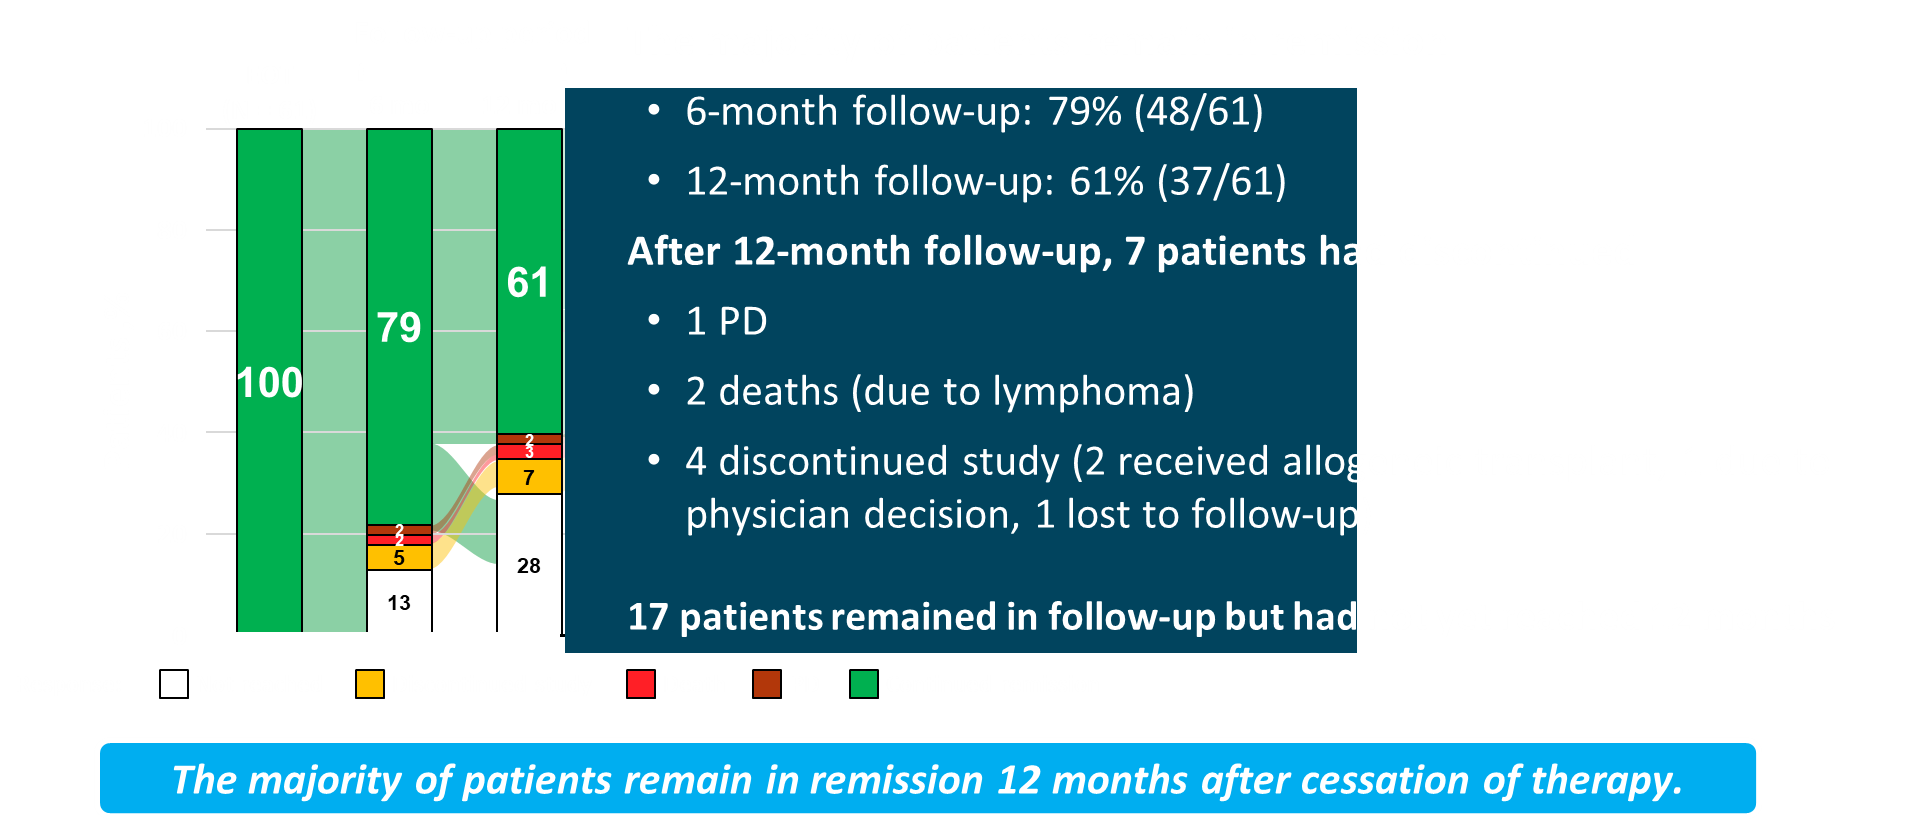 • 6-month follow-up: 79% (48/61)
• 12-month follow-up: 61% (37/61)
After 12-month follow-up, 7 patients ha
• 1 PD
• 2 deaths (due to lymphoma)
• 4 discontinued study (2 received allog
physician decision, 1 lost to follow-up
17 patients remained in follow-up but had
100
79
2
2
5
13
61
2
3
7
28
The majority of patients remain in remission 12 months after cessation of therapy.